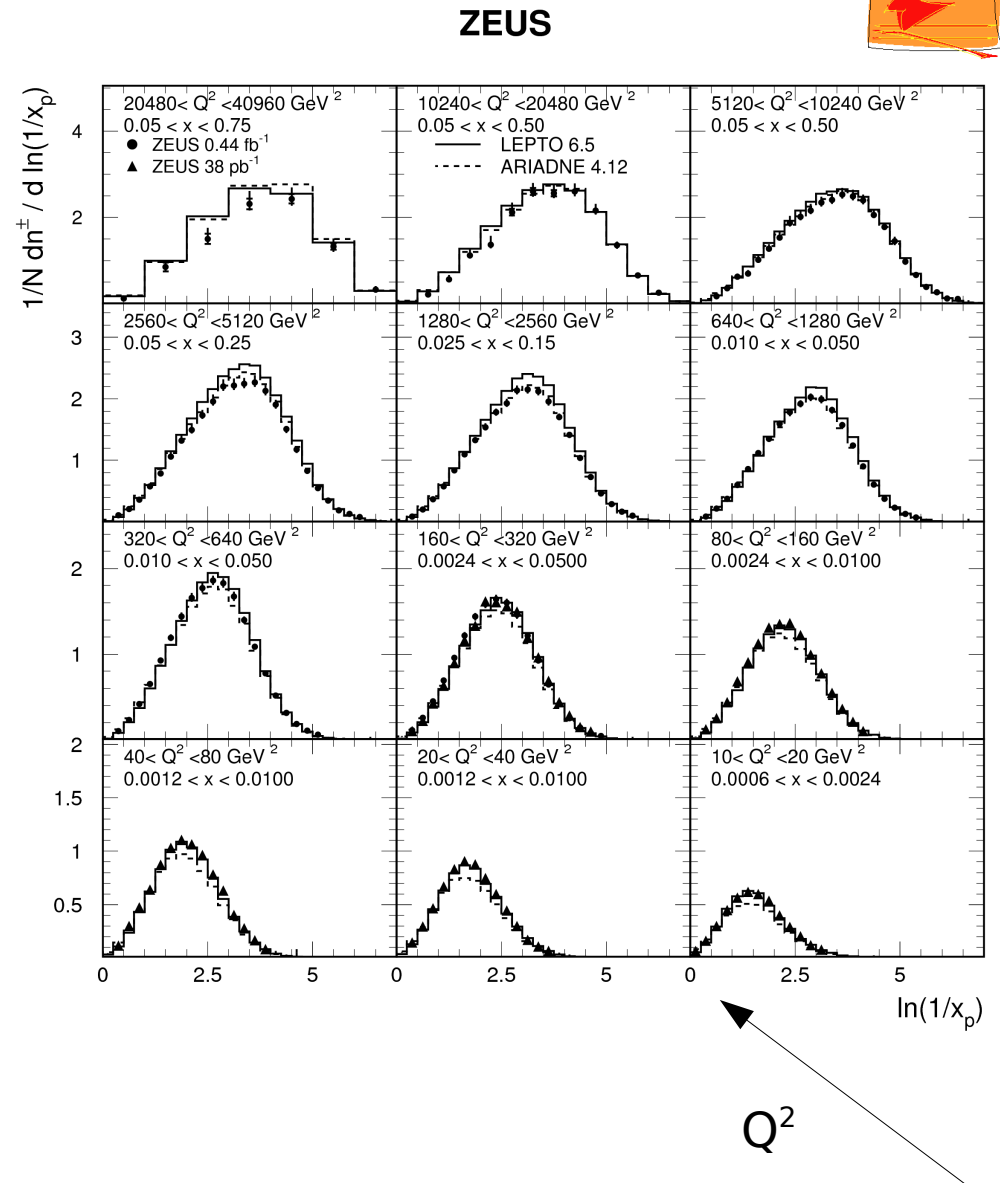 ZEUS
1/N dn± / d ln(1/xp)
20480< Q² <40960 GeV ²
0.05 < x < 0.75
ZEUS 0.44 fb⁻¹
ZEUS 38 pb⁻¹
10240< Q² <20480 GeV ²
0.05 < x < 0.50
LEPTO 6.5
ARIADNE 4.12
5120< Q² <10240 GeV ²
0.05 < x < 0.50
4
2
2560< Q² <5120 GeV ²
0.05 < x < 0.25
1280< Q² <2560 GeV ²
0.025 < x < 0.15
640< Q² <1280 GeV ²
0.010 < x < 0.050
3
2
1
320< Q² <640 GeV ²
0.010 < x < 0.050
160< Q² <320 GeV ²
0.0024 < x < 0.0500
80< Q² <160 GeV ²
0.0024 < x < 0.0100
2
1
40< Q² <80 GeV ²
0.0012 < x < 0.0100
20< Q² <40 GeV ²
0.0012 < x < 0.0100
10< Q² <20 GeV ²
0.0006 < x < 0.0024
2
1.5
1
0.5
0 2.5 5 0 2.5 5 0 2.5 5
ln(1/xp)
Q²